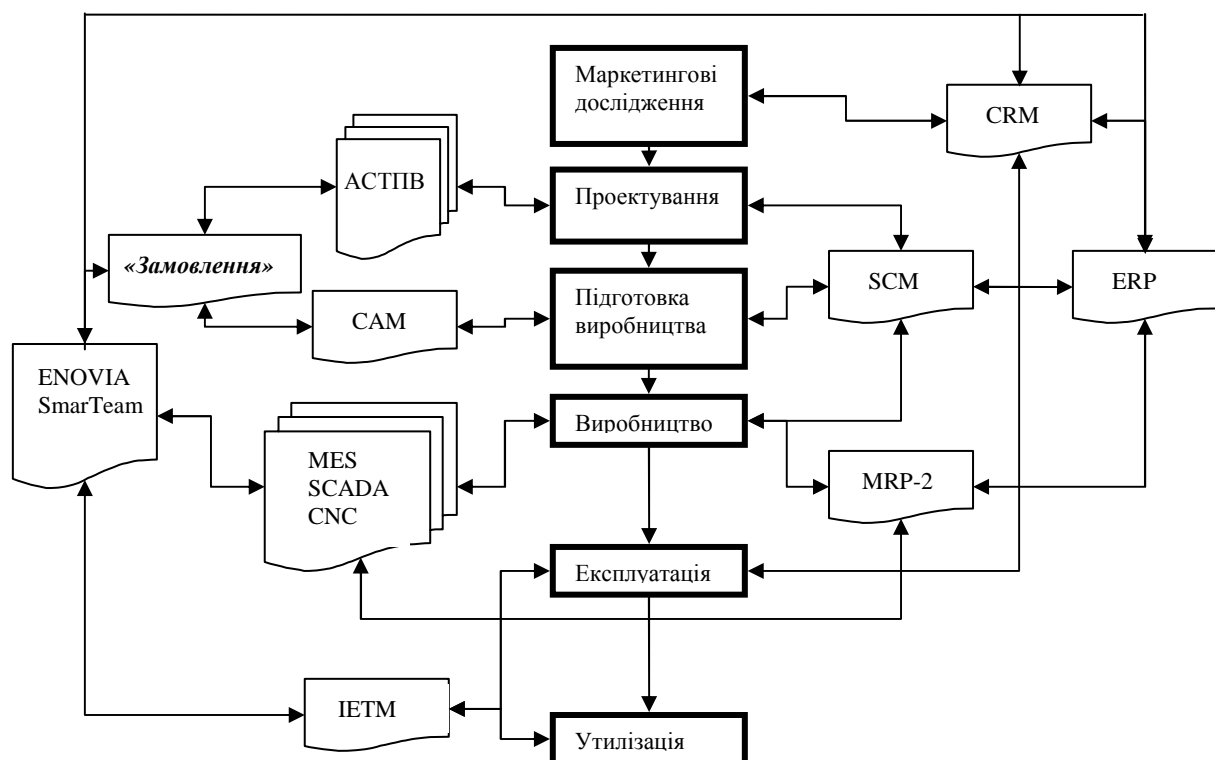 Маркетингові
дослідження
CRM
АСТПВ
Проектування
«Замовлення»
SCM
ERP
Підготовка
виробництва
CAM
ENOVIA
SmarTeam
Виробництво
MES
SCADA
CNC
MRP-2
Експлуатація
IETM
Утилізація